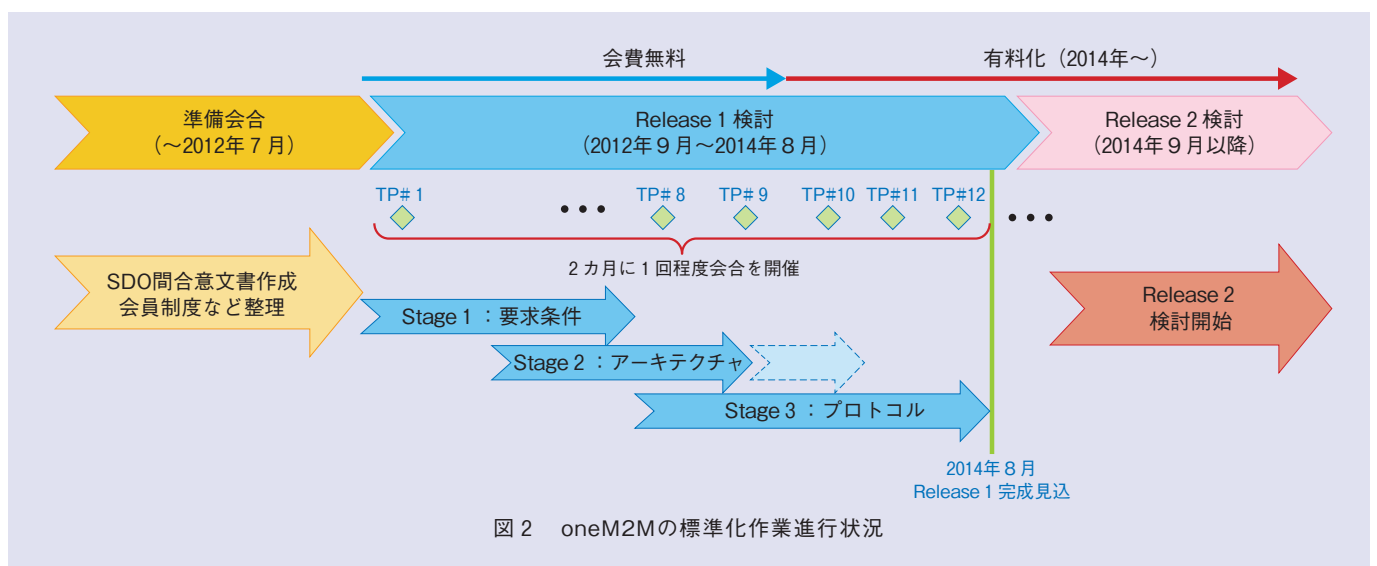 会費無料
有料化（2014年～）
準備会合
（～2012年７月）
Release 1 検討
（2012年９月～2014年８月）
Release 2 検討
（2014年９月以降）
TP# 1
•••
TP# 8
TP# 9
TP#10
TP#11
TP#12
•••
２カ月に１回程度会合を開催
SDO間合意文書作成
会員制度など整理
Stage 1 ：要求条件
Stage 2 ：アーキテクチャ
Stage 3 ：プロトコル
Release 2
検討開始
2014年８月
Release 1 完成見込
図２　oneM2Mの標準化作業進行状況